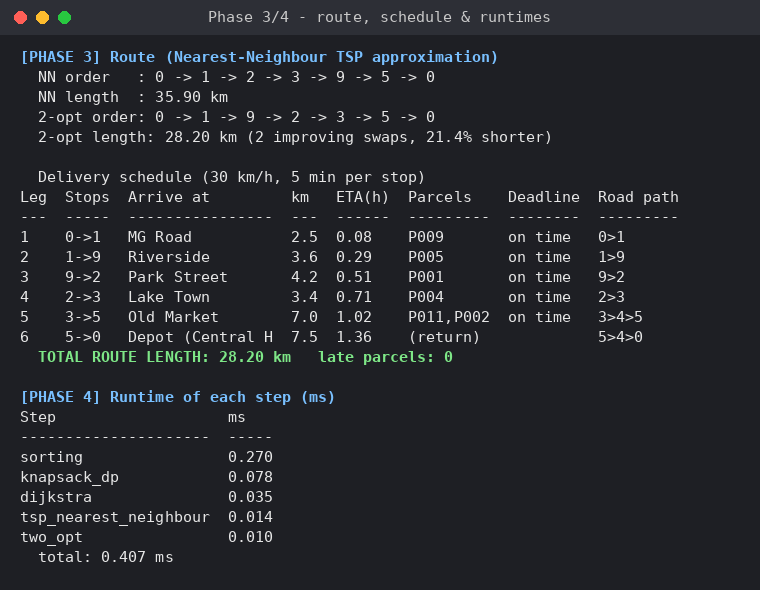 Phase 3/4 - route, schedule & runtimes
[PHASE 3] Route (Nearest-Neighbour TSP approximation)
  NN order   : 0 -> 1 -> 2 -> 3 -> 9 -> 5 -> 0
  NN length  : 35.90 km
  2-opt order: 0 -> 1 -> 9 -> 2 -> 3 -> 5 -> 0
  2-opt length: 28.20 km (2 improving swaps, 21.4% shorter)
  Delivery schedule (30 km/h, 5 min per stop)
Leg  Stops  Arrive at         km   ETA(h)  Parcels    Deadline  Road path
---  -----  ----------------  ---  ------  ---------  --------  ---------
1    0->1   MG Road           2.5  0.08    P009       on time   0>1
2    1->9   Riverside         3.6  0.29    P005       on time   1>9
3    9->2   Park Street       4.2  0.51    P001       on time   9>2
4    2->3   Lake Town         3.4  0.71    P004       on time   2>3
5    3->5   Old Market        7.0  1.02    P011,P002  on time   3>4>5
6    5->0   Depot (Central H  7.5  1.36    (return)             5>4>0
  TOTAL ROUTE LENGTH: 28.20 km   late parcels: 0
[PHASE 4] Runtime of each step (ms)
Step                   ms
---------------------  -----
sorting                0.270
knapsack_dp            0.078
dijkstra               0.035
tsp_nearest_neighbour  0.014
two_opt                0.010
  total: 0.407 ms